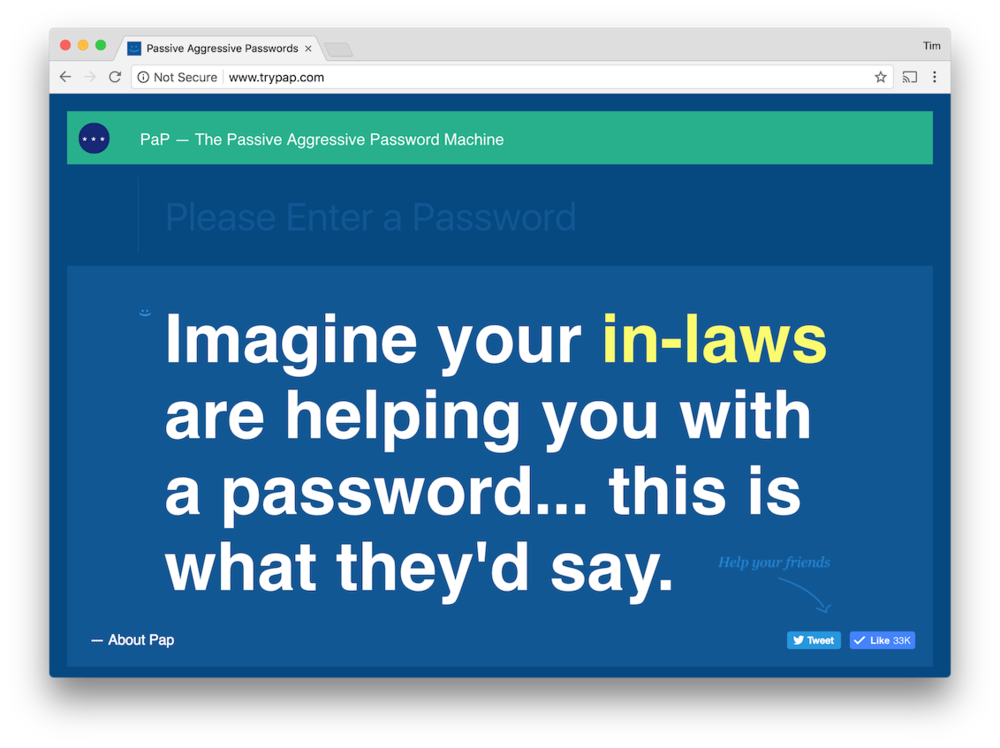 Passive Aggressive Passwords
Tim
Not Secure www.trypap.com
*** PaP — The Passive Aggressive Password Machine
Please Enter a Password
Imagine your in-laws
are helping you with
a password... this is
what they'd say.
Help your friends
— About Pap
Tweet Like 33K